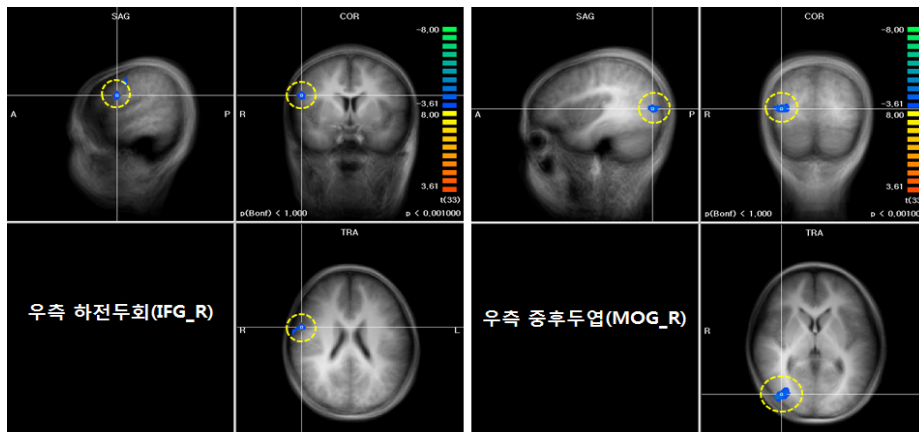 SAG
COR
-8,00
A
P
R
-3,61
8,00
3,61
t(33)
p(Bonf) < 1,000
p < 0,001000
TRA
우측 하전두회(IFG_R)
R
L
SAG
COR
-8,00
A
P
R
-3,61
8,00
3,61
t(33
p(Bonf) < 1,000
p < 0,001000
TRA
우측 중후두엽(MOG_R)
R